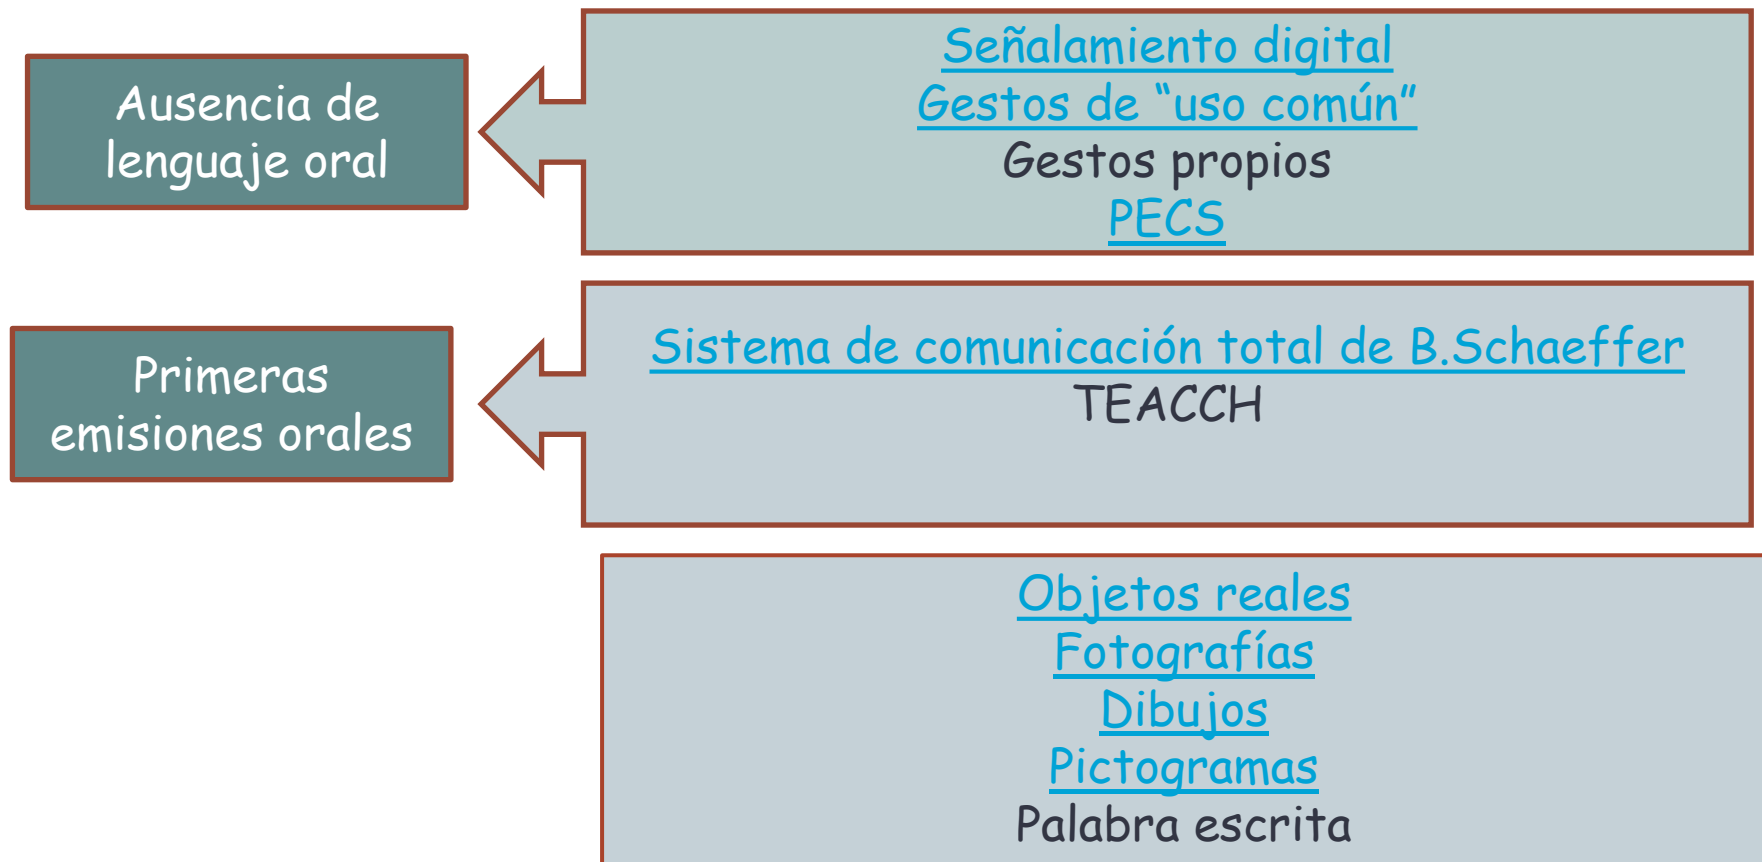 Ausencia de
lenguaje oral
Señalamiento digital
Gestos de “uso común”
Gestos propios
PECS
Primeras
emisiones orales
Sistema de comunicación total de B.Schaeffer
TEACCH
Objetos reales
Fotografías
Dibujos
Pictogramas
Palabra escrita